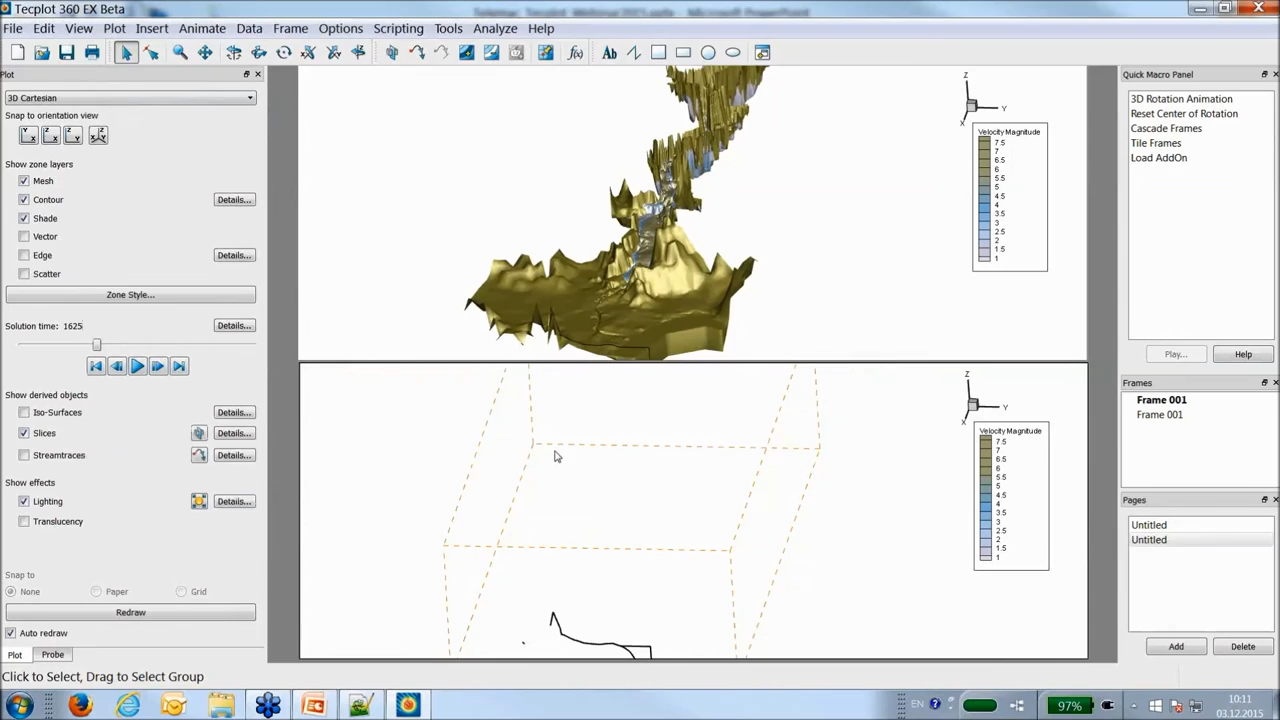 Tecplot 360 EX Beta
Microsoft PowerPoint
File Edit View Plot Insert Animate Data Frame Options Scripting Tools Analyze Help
Plot
3D Cartesian
Snap to orientation view
Show zone layers
Mesh
Contour Details...
Shade
Vector
Edge Details...
Scatter
Zone Style...
Solution time: 1625 Details...
Show derived objects
Iso-Surfaces Details...
Slices Details...
Streamtraces Details...
Show effects
Lighting Details...
Translucency
Snap to
None Paper Grid
Redraw
Auto redraw
Plot Probe
Click to Select, Drag to Select Group
Z
Y
X
Velocity Magnitude
7.5
7
6.5
6
5.5
5
4.5
4
3.5
3
2.5
2
1.5
1
Z
Y
X
Velocity Magnitude
7.5
7
6.5
6
5.5
5
4.5
4
3.5
3
2.5
2
1.5
1
Quick Macro Panel
3D Rotation Animation
Reset Center of Rotation
Cascade Frames
Tile Frames
Load AddOn
Play... Help
Frames
Frame 001
Frame 001
Pages
Untitled
Untitled
Add Delete
EN 97% 10:11
03.12.2015